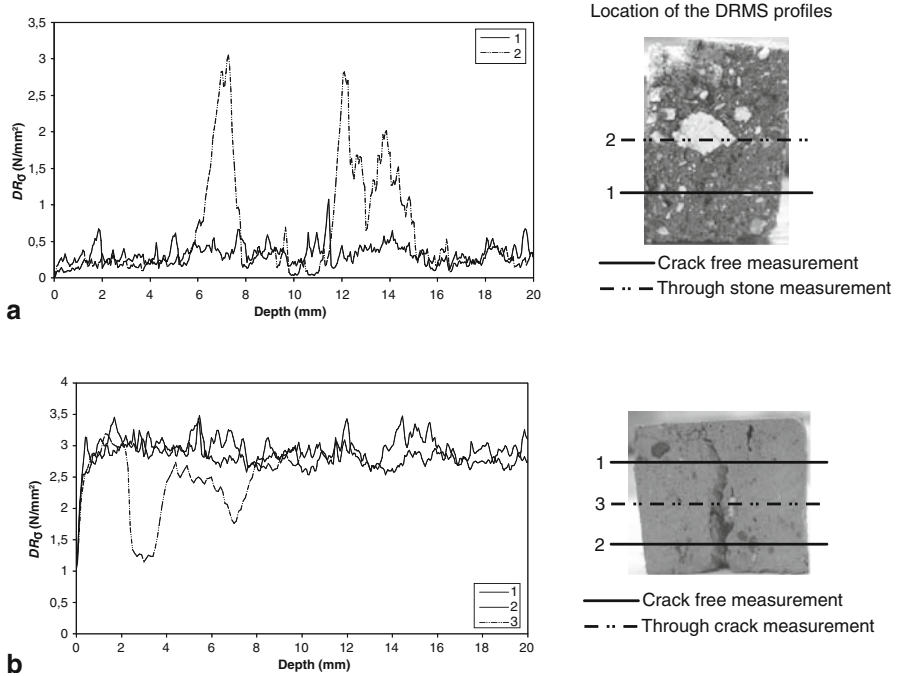 Location of the DRMS profiles
3,5
3
2,5
2
1,5
1
0,5
0
DRσ (N/mm²)
1
2
0 2 4 6 8 10 12 14 16 18 20
Depth (mm)
a
2
1
Crack free measurement
Through stone measurement
4
3,5
3
2,5
2
1,5
1
0,5
0
DRσ (N/mm²)
1
2
3
0 2 4 6 8 10 12 14 16 18 20
Depth (mm)
b
1
3
2
Crack free measurement
Through crack measurement